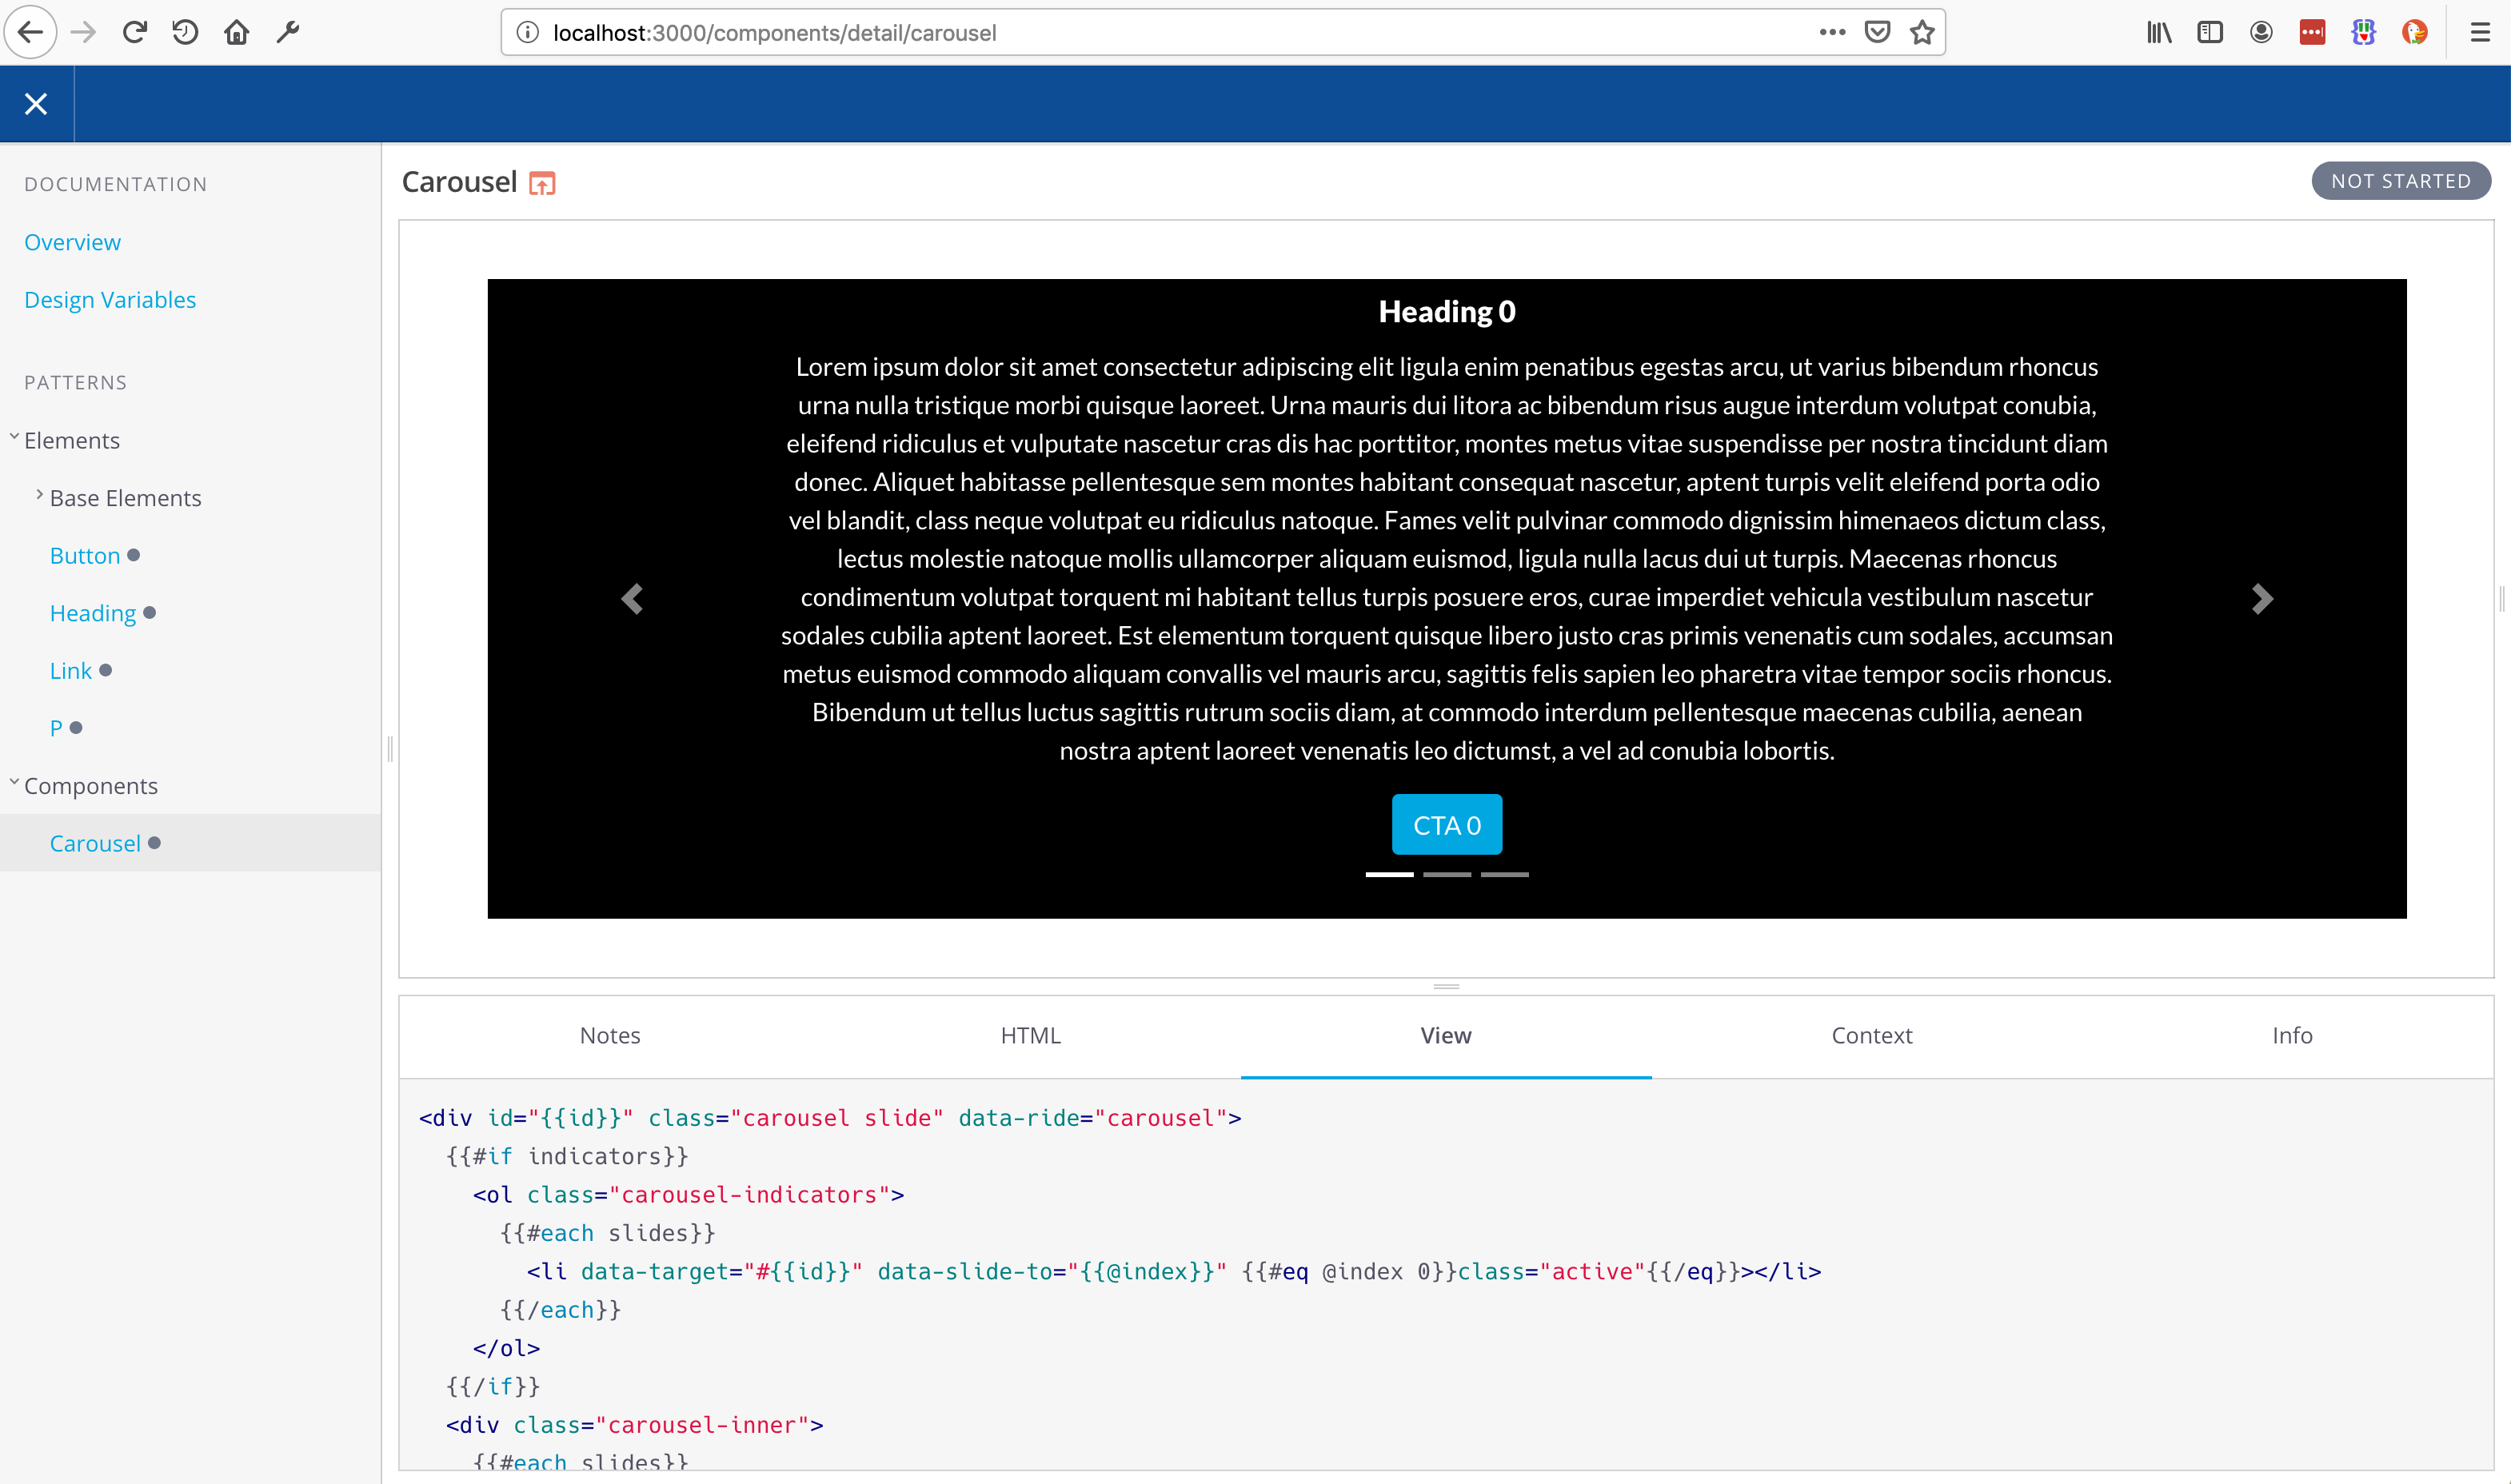 localhost:3000/components/detail/carousel
DOCUMENTATION
Overview
Design Variables
PATTERNS
Elements
Base Elements
Button
Heading
Link
P
Components
Carousel
Carousel
NOT STARTED
Heading 0
Lorem ipsum dolor sit amet consectetur adipiscing elit ligula enim penatibus egestas arcu, ut varius bibendum rhoncus
urna nulla tristique morbi quisque laoreet. Urna mauris dui litora ac bibendum risus augue interdum volutpat conubia,
eleifend ridiculus et vulputate nascetur cras dis hac porttitor, montes metus vitae suspendisse per nostra tincidunt diam
donec. Aliquet habitasse pellentesque sem montes habitant consequat nascetur, aptent turpis velit eleifend porta odio
vel blandit, class neque volutpat eu ridiculus natoque. Fames velit pulvinar commodo dignissim himenaeos dictum class,
lectus molestie natoque mollis ullamcorper aliquam euismod, ligula nulla lacus dui ut turpis. Maecenas rhoncus
condimentum volutpat torquent mi habitant tellus turpis posuere eros, curae imperdiet vehicula vestibulum nascetur
sodales cubilia aptent laoreet. Est elementum torquent quisque libero justo cras primis venenatis cum sodales, accumsan
metus euismod commodo aliquam convallis vel mauris arcu, sagittis felis sapien leo pharetra vitae tempor sociis rhoncus.
Bibendum ut tellus luctus sagittis rutrum sociis diam, at commodo interdum pellentesque maecenas cubilia, aenean
nostra aptent laoreet venenatis leo dictumst, a vel ad conubia lobortis.
CTA 0
Notes HTML View Context Info
<div id="{{id}}" class="carousel slide" data-ride="carousel">
{{#if indicators}}
<ol class="carousel-indicators">
{{#each slides}}
<li data-target="#{{id}}" data-slide-to="{{@index}}" {{#eq @index 0}}class="active"{{/eq}}></li>
{{/each}}
</ol>
{{/if}}
<div class="carousel-inner">
{{#each slides}}